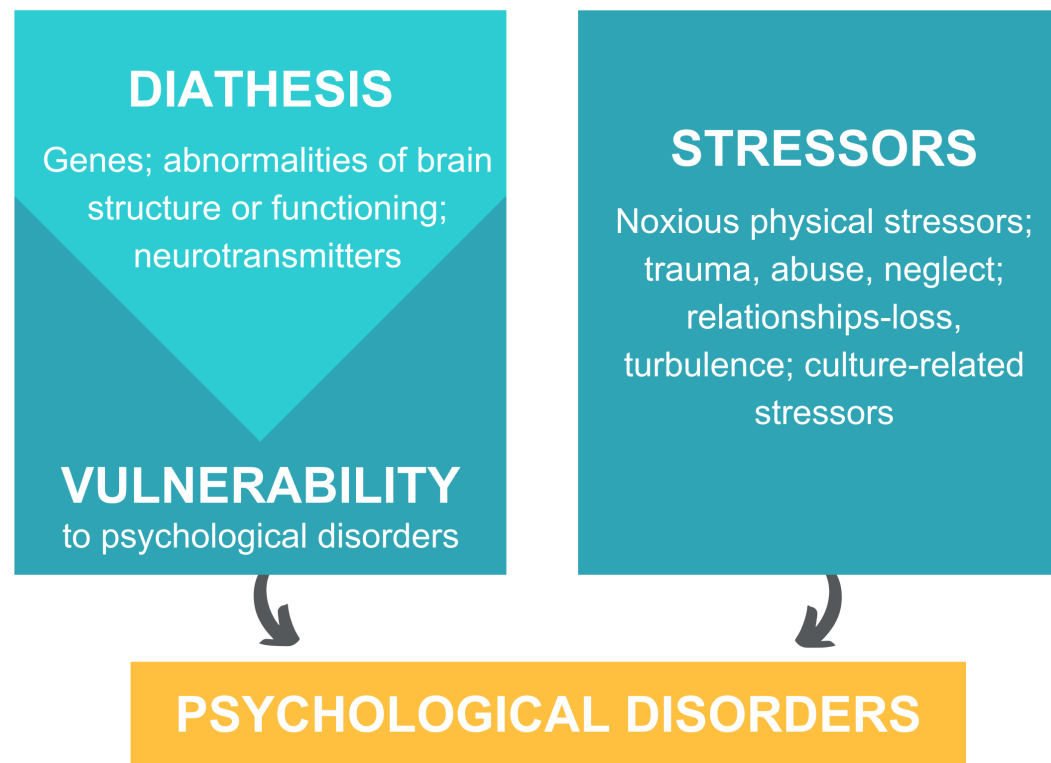 DIATHESIS
Genes; abnormalities of brain
structure or functioning;
neurotransmitters
VULNERABILITY
to psychological disorders
STRESSORS
Noxious physical stressors;
trauma, abuse, neglect;
relationships-loss,
turbulence; culture-related
stressors
PSYCHOLOGICAL DISORDERS